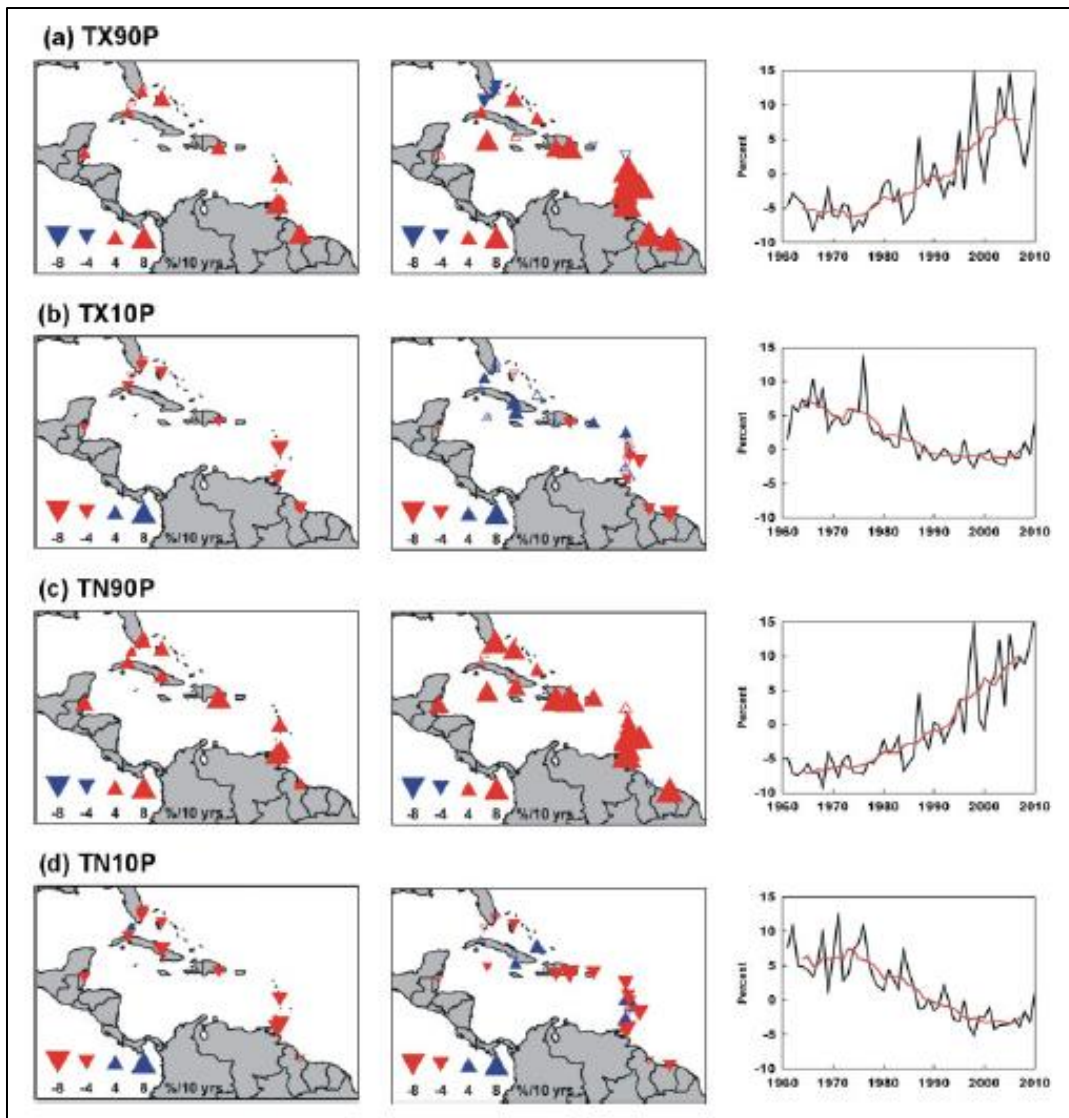 (a) TX90P
-8 -4 4 8 %/10 yrs.
-8 -4 4 8 %/10 yrs.
Percent
15
10
5
0
-5
-10
1960 1970 1980 1990 2000 2010
(b) TX10P
-8 -4 4 8 %/10 yrs.
-8 -4 4 8 %/10 yrs.
Percent
15
10
5
0
-5
-10
1960 1970 1980 1990 2000 2010
(c) TN90P
-8 -4 4 8 %/10 yrs.
-8 -4 4 8 %/10 yrs.
Percent
15
10
5
0
-5
-10
1960 1970 1980 1990 2000 2010
(d) TN10P
-8 -4 4 8 %/10 yrs.
-8 -4 4 8 %/10 yrs.
Percent
15
10
5
0
-5
-10
1960 1970 1980 1990 2000 2010